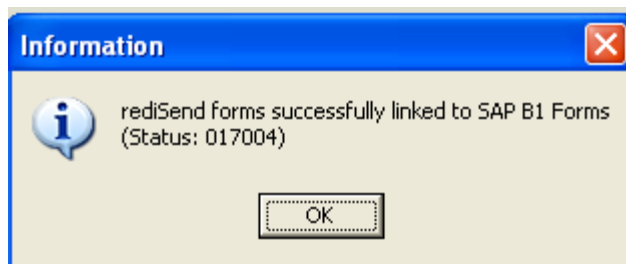 Information
rediSend forms successfully linked to SAP B1 Forms
(Status: 017004)
OK